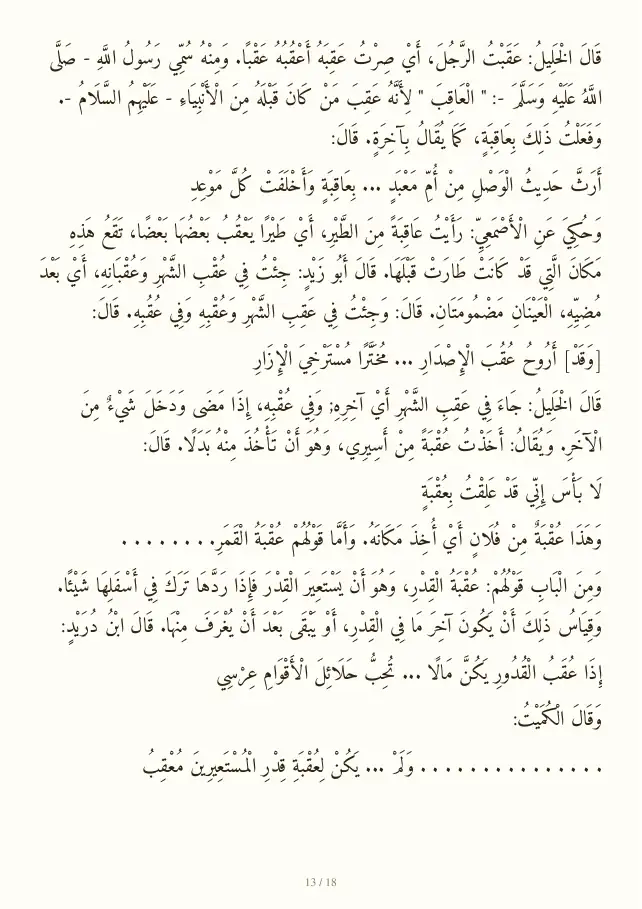 قَالَ الْخَلِيلُ: عَقَبْتُ الرَّجُلَ، أَيْ صِرْتُ عَقِبَهُ أَعْقُبُهُ عَقْبًا. وَمِنْهُ سُمِّيَ رَسُولُ اللَّهِ - صَلَّى
اللَّهُ عَلَيْهِ وَسَلَّمَ -: " الْعَاقِبَ " لِأَنَّهُ عَقِبَ مَنْ كَانَ قَبْلَهُ مِنَ الْأَنْبِيَاءِ - عَلَيْهِمُ السَّلَامُ -.
وَفَعَلْتُ ذَلِكَ بِعَاقِبَةٍ، كَمَا يُقَالُ بِآخِرَةٍ. قَالَ:
أَرَثَّ حَدِيثُ الْوَصْلِ مِنْ أُمِّ مَعْبَدٍ ... بِعَاقِبَةٍ وَأَخْلَفَتْ كُلَّ مَوْعِدِ
وَحُكِيَ عَنِ الْأَصْمَعِيِّ: رَأَيْتُ عَاقِبَةً مِنَ الطَّيْرِ، أَيْ طَيْرًا يَعْقُبُ بَعْضُهَا بَعْضًا، تَقَعُ هَذِهِ
مَكَانَ الَّتِي قَدْ كَانَتْ طَارَتْ قَبْلَهَا. قَالَ أَبُو زَيْدٍ: جِئْتُ فِي عُقْبِ الشَّهْرِ وَعُقْبَانِهِ، أَيْ بَعْدَ
مُضِيِّهِ، الْعَيْنَانِ مَضْمُومَتَانِ. قَالَ: وَجِئْتُ فِي عَقِبِ الشَّهْرِ وَعُقْبِهِ وَفِي عُقُبِهِ. قَالَ:
[وَقَدْ] أَرُوحُ عُقُبَ الْإِصْدَارِ ... مُخَتَّرًا مُسْتَرْخِيَ الْإِزَارِ
قَالَ الْخَلِيلُ: جَاءَ فِي عَقِبِ الشَّهْرِ أَيْ آخِرِهِ; وَفِي عُقْبِهِ، إِذَا مَضَى وَدَخَلَ شَيْءٌ مِنَ
الْآخَرِ. وَيُقَالُ: أَخَذْتُ عُقْبَةً مِنْ أَسِيرِي، وَهُوَ أَنْ تَأْخُذَ مِنْهُ بَدَلًا. قَالَ:
لَا بَأْسَ إِنِّي قَدْ عَلِقْتُ بِعُقْبَةٍ
وَهَذَا عُقْبَةٌ مِنْ فُلَانٍ أَيْ أُخِذَ مَكَانَهُ. وَأَمَّا قَوْلُهُمْ عُقْبَةُ الْقَمَرِ. . . . . . . .
وَمِنَ الْبَابِ قَوْلُهُمْ: عُقْبَةُ الْقِدْرِ، وَهُوَ أَنْ يَسْتَعِيرَ الْقِدْرَ فَإِذَا رَدَّهَا تَرَكَ فِي أَسْفَلِهَا شَيْئًا.
وَقِيَاسُ ذَلِكَ أَنْ يَكُونَ آخِرَ مَا فِي الْقِدْرِ، أَوْ يَبْقَى بَعْدَ أَنْ يُغْرَفَ مِنْهَا. قَالَ ابْنُ دُرَيْدٍ:
إِذَا عُقَبُ الْقُدُورِ يَكُنَّ مَالًا ... تُحِبُّ حَلَائِلَ الْأَقْوَامِ عِرْسِي
وَقَالَ الْكُمَيْتُ:
. . . . . . . . . . . . . . . وَلَمْ ... يَكُنْ لِعُقْبَةِ قِدْرِ الْمُسْتَعِيرِينَ مُعْقِبُ
13 / 18